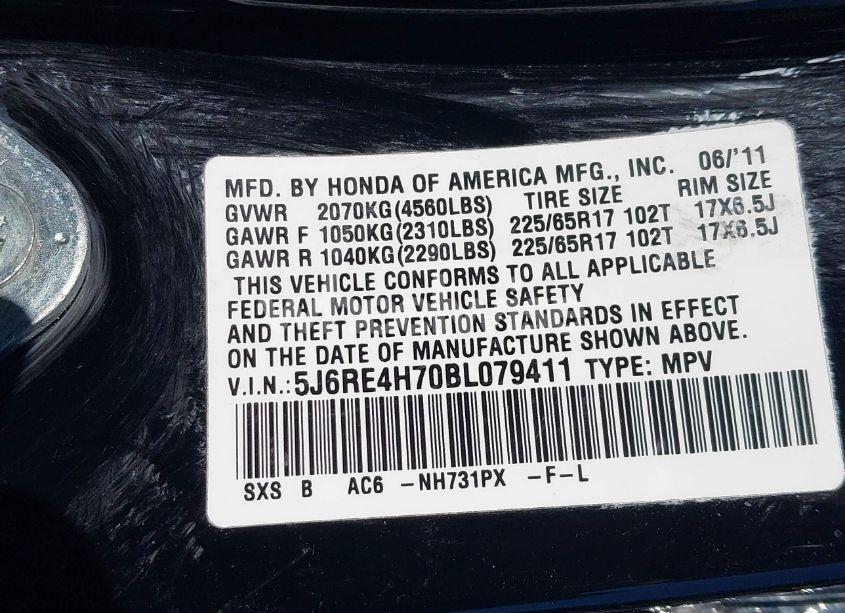 MFD. BY HONDA OF AMERICA MFG., INC. 06/'11
GVWR 2070KG(4560LBS) TIRE SIZE RIM SIZE
GAWR F 1050KG(2310LBS) 225/65R17 102T 17X6.5J
GAWR R 1040KG(2290LBS) 225/65R17 102T 17X6.5J
THIS VEHICLE CONFORMS TO ALL APPLICABLE
FEDERAL MOTOR VEHICLE SAFETY
AND THEFT PREVENTION STANDARDS IN EFFECT
ON THE DATE OF MANUFACTURE SHOWN ABOVE.
V.I.N.:5J6RE4H70BL079411 TYPE: MPV
SXS B AC6 -NH731PX -F-L